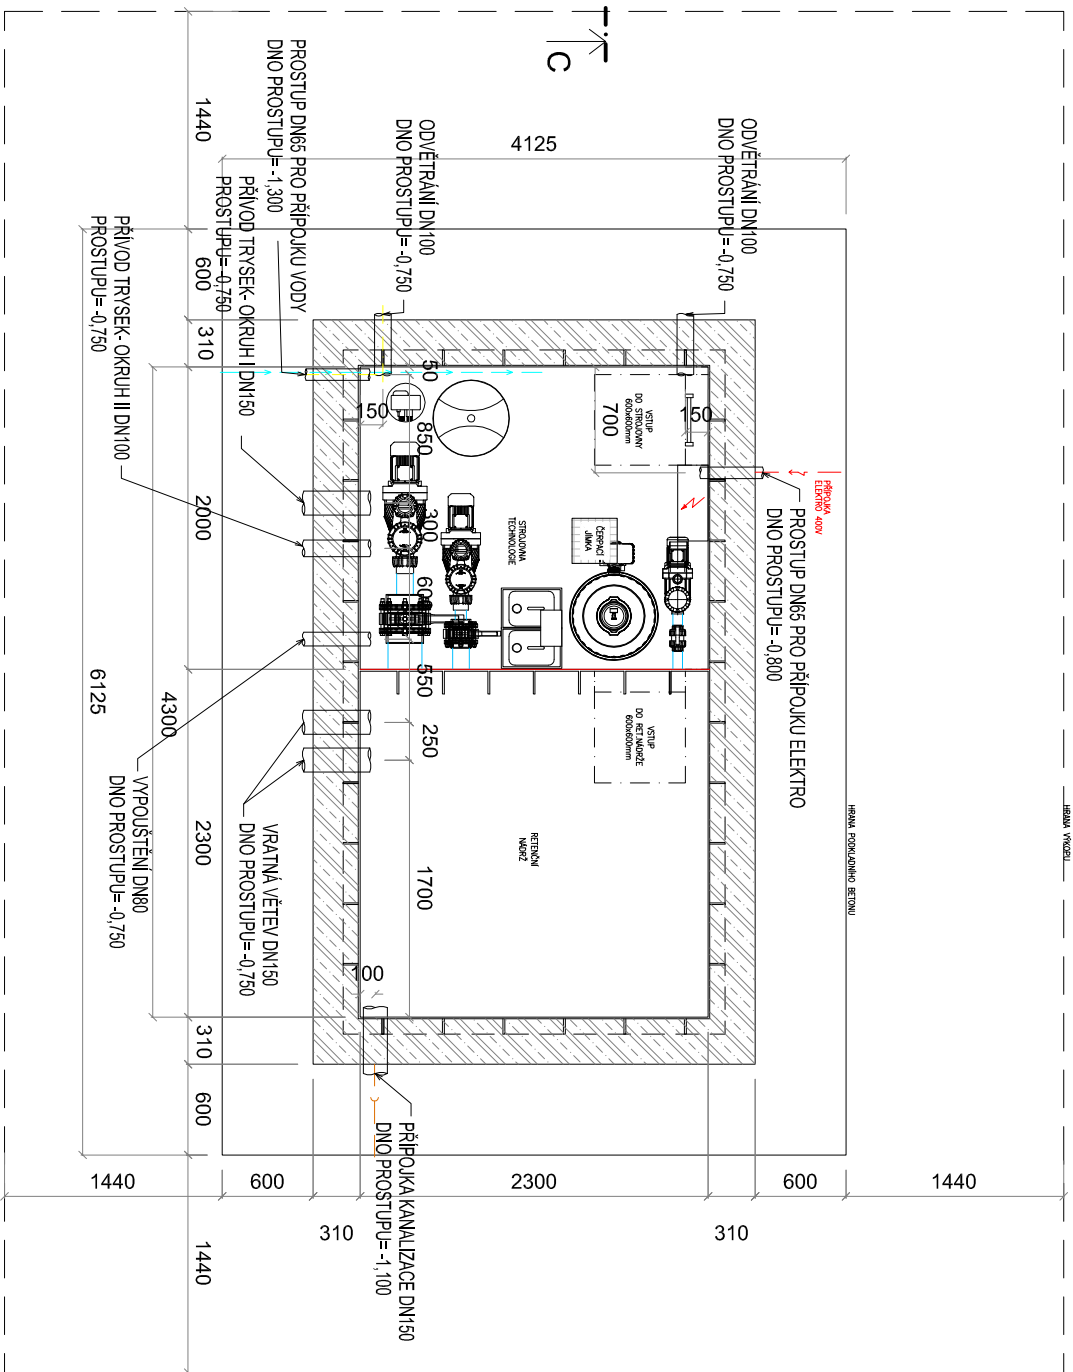 C
4125
1440
600
310
2000
2300
310
600
1440
6125
4300
PROSTUP DN65 PRO PŘÍPOJKU VODY
DNO PROSTUPU= -1,300
ODVĚTRÁNÍ DN100
DNO PROSTUPU= -0,750
ODVĚTRÁNÍ DN100
DNO PROSTUPU= -0,750
PŘÍVOD TRYSEK- OKRUH I DN150
PROSTUPU= -0,750
PŘÍVOD TRYSEK- OKRUH II DN100
PROSTUPU= -0,750
50
150
850
300
600
550
250
1700
100
700
150
VSTUP
DO STROJOVNY
600x600mm
STROJOVNA
TECHNOLOGIE
ČERPACÍ
JÍMKA
PŘÍPOJKA
ELEKTRO 400V
PROSTUP DN65 PRO PŘÍPOJKU ELEKTRO
DNO PROSTUPU= -0,800
VSTUP
DO RET.NÁDRŽE
600x600mm
RETENČNÍ
NÁDRŽ
VYPOUŠTĚNÍ DN80
DNO PROSTUPU= -0,750
VRATNÁ VĚTEV DN150
DNO PROSTUPU= -0,750
PŘÍPOJKA KANALIZACE DN150
DNO PROSTUPU= -1,100
HRANA PODKLADNÍHO BETONU
HRANA VÝKOPU
1440
600
310
2300
310
600
1440